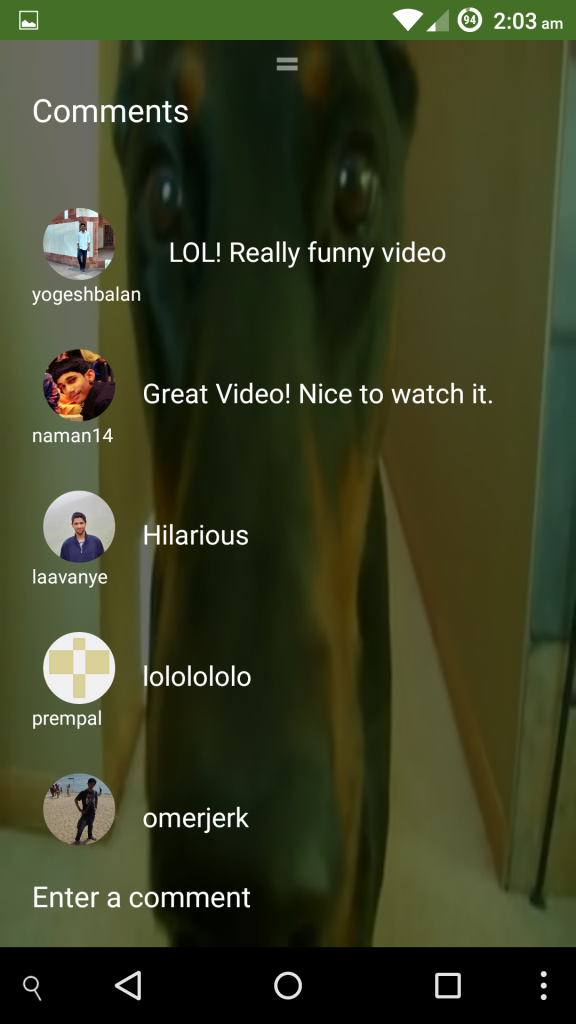 94 2:03 am
Comments
LOL! Really funny video
yogeshbalan
Great Video! Nice to watch it.
naman14
Hilarious
laavanye
lolololololo
prempal
omerjerk
Enter a comment